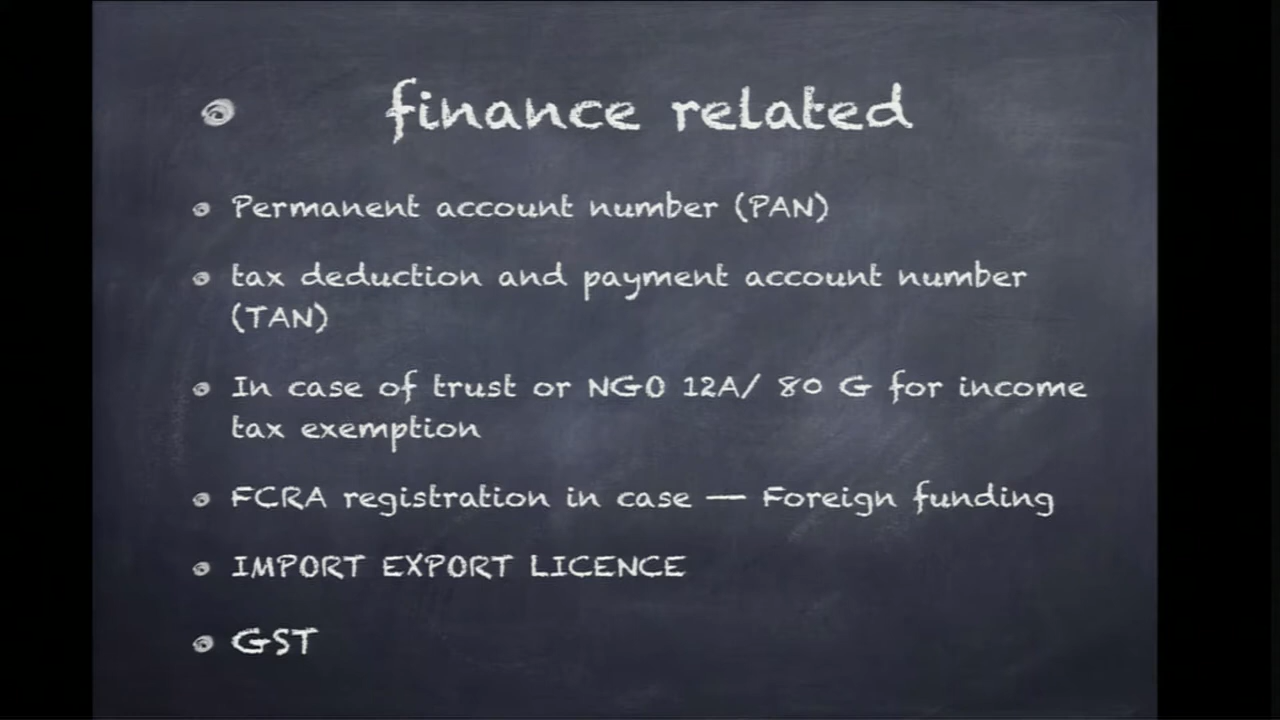 finance related
Permanent account number (PAN)
tax deduction and payment account number
(TAN)
In case of trust or NGO 12A/ 80 G for income
tax exemption
FCRA registration in case — Foreign funding
IMPORT EXPORT LICENCE
GST